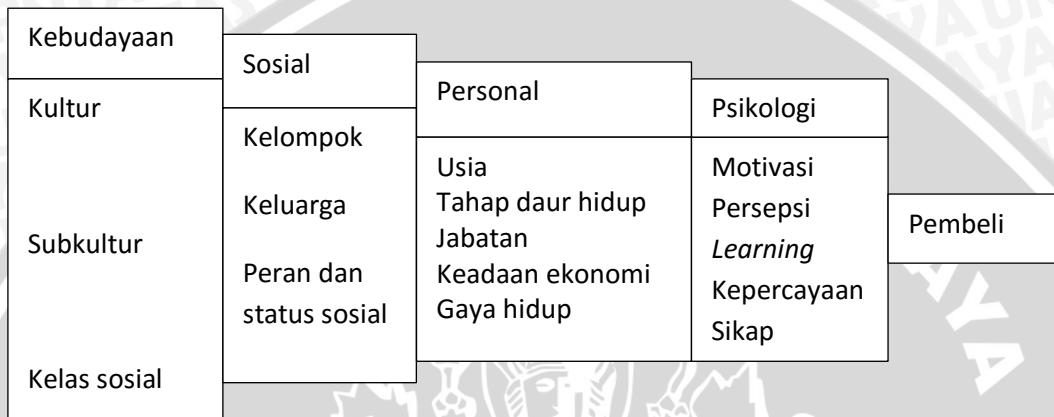 Kebudayaan
Kultur
Subkultur
Kelas sosial
Sosial
Kelompok
Keluarga
Peran dan
status sosial
Personal
Usia
Tahap daur hidup
Jabatan
Keadaan ekonomi
Gaya hidup
Psikologi
Motivasi
Persepsi
Learning
Kepercayaan
Sikap
Pembeli